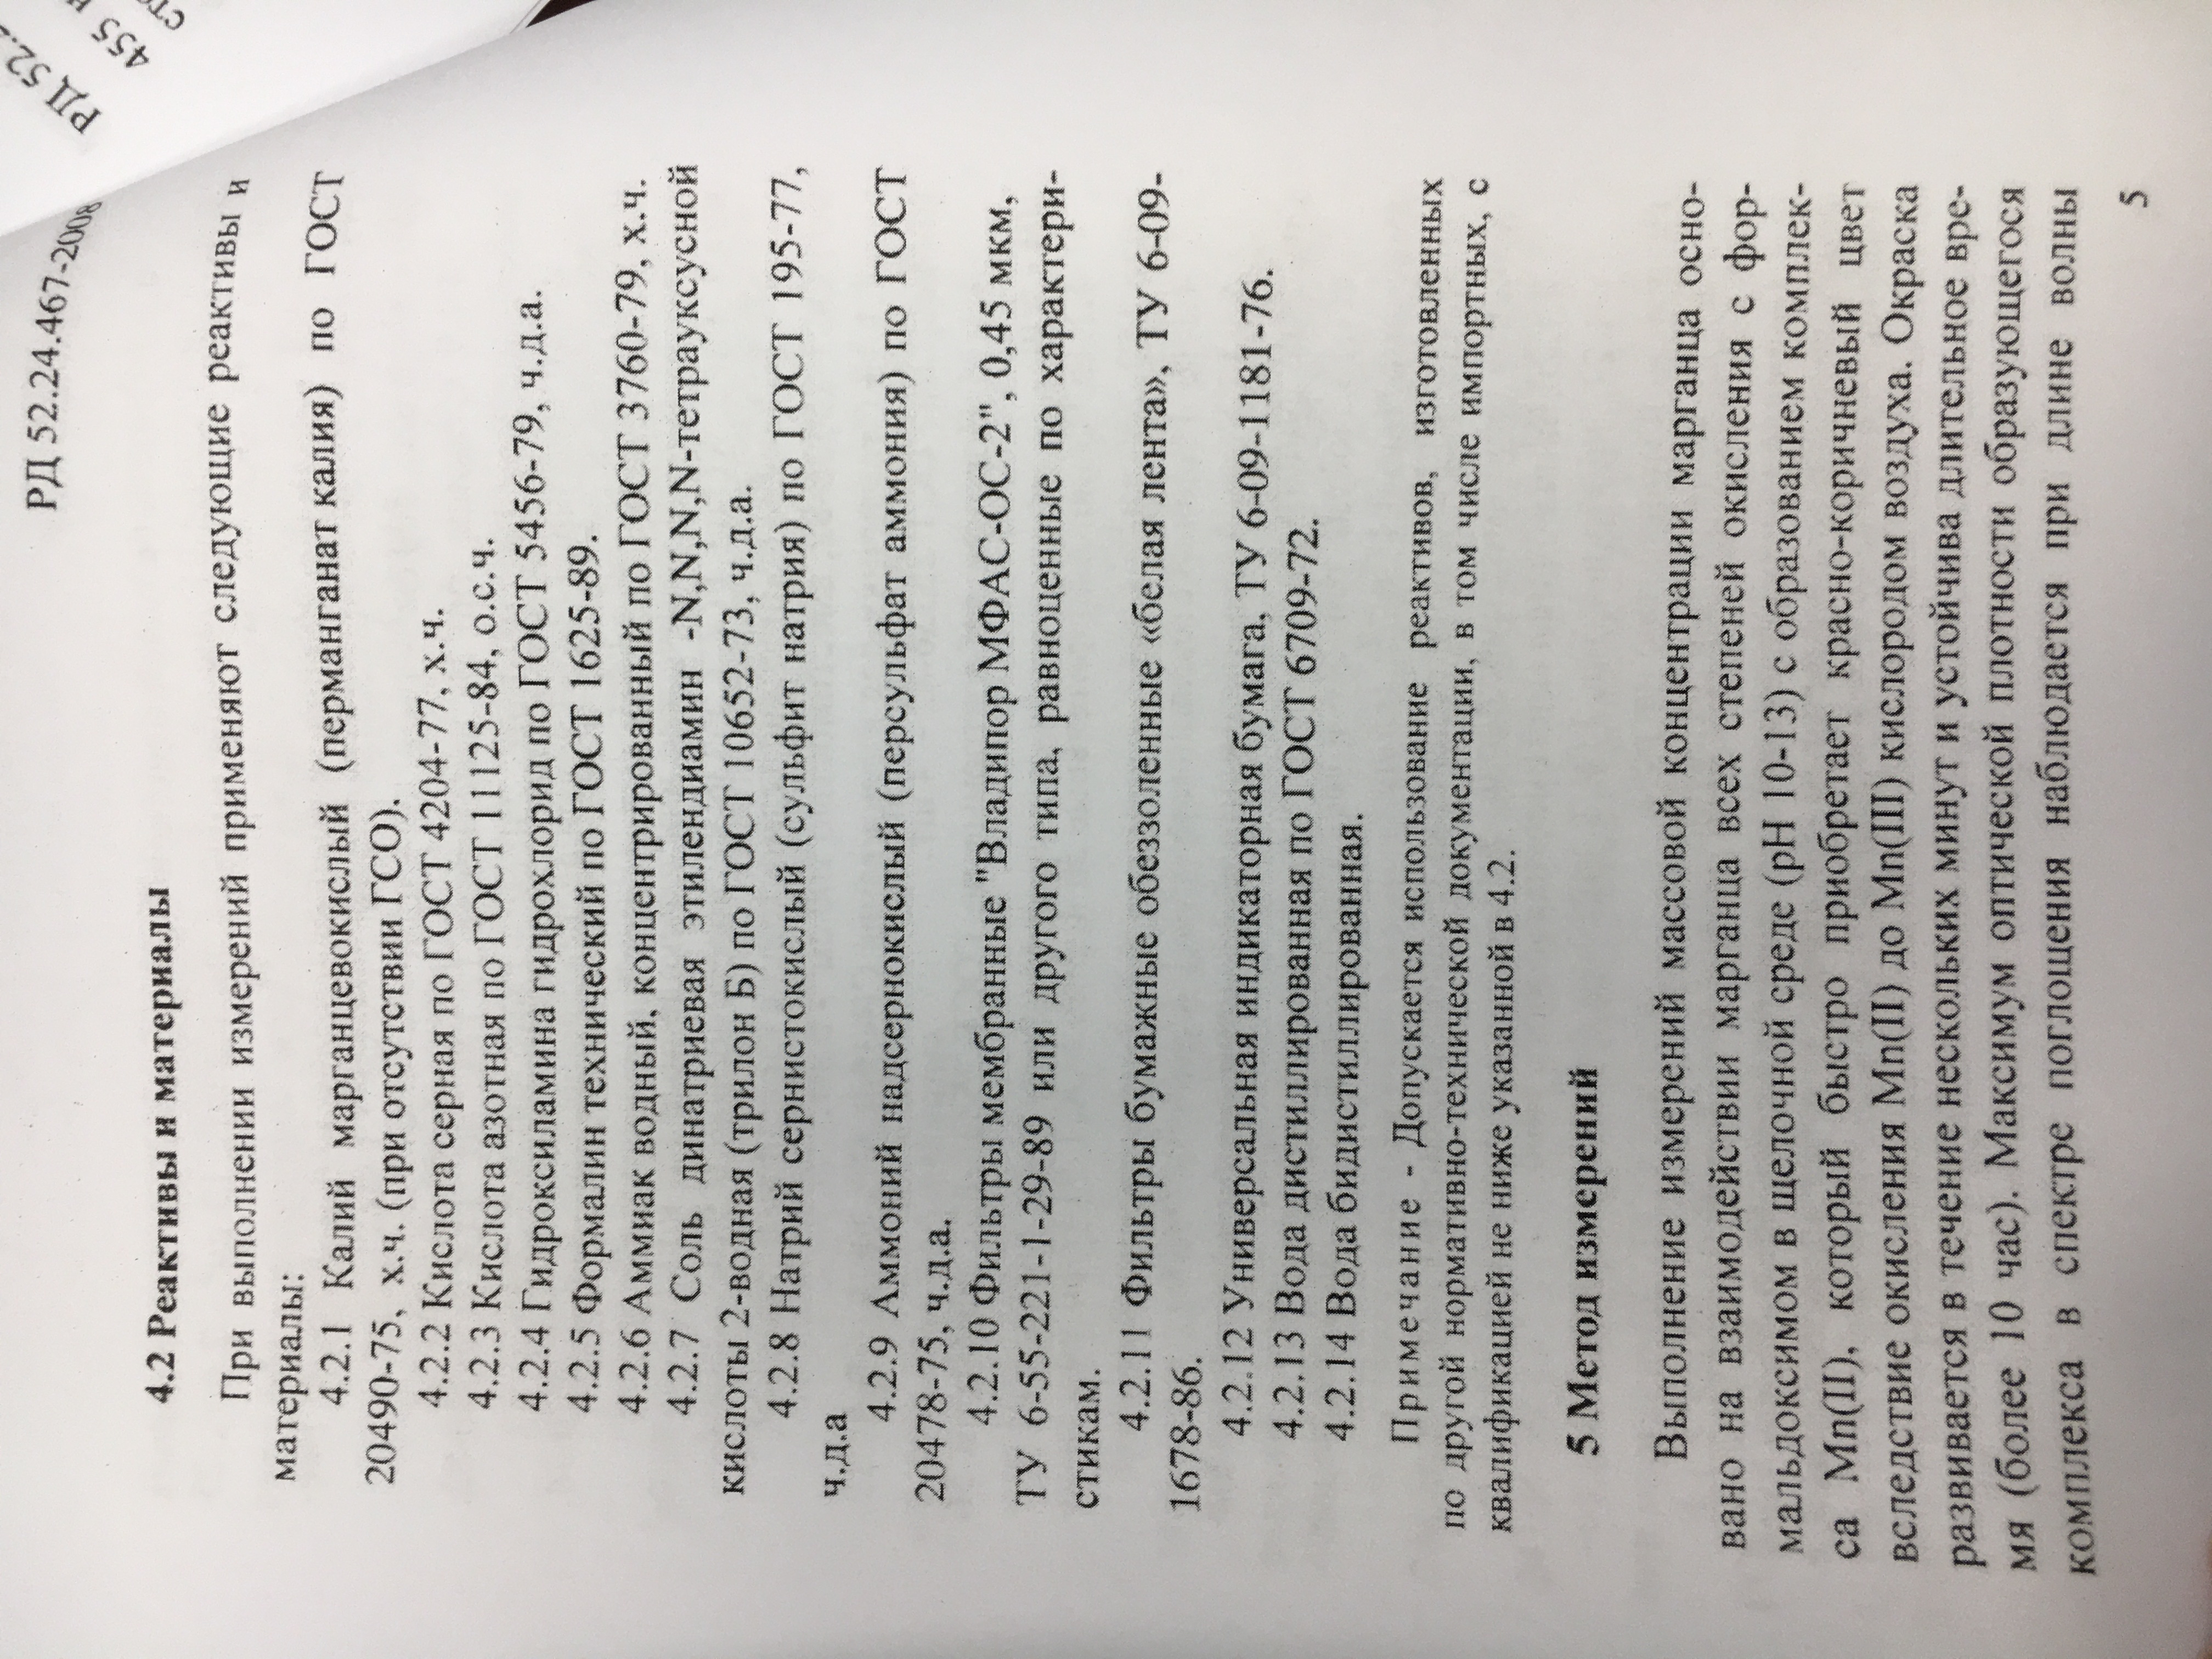 РД 52.
455 н
ст
РД 52.24.467-2008
4.2 Реактивы и материалы
При выполнении измерений применяют следующие реактивы и
материалы:
4.2.1 Калий марганцевокислый (перманганат калия) по ГОСТ
20490-75, х.ч. (при отсутствии ГСО).
4.2.2 Кислота серная по ГОСТ 4204-77, х.ч.
4.2.3 Кислота азотная по ГОСТ 11125-84, о.с.ч.
4.2.4 Гидроксиламина гидрохлорид по ГОСТ 5456-79, ч.д.а.
4.2.5 Формалин технический по ГОСТ 1625-89.
4.2.6 Аммиак водный, концентрированный по ГОСТ 3760-79, х.ч.
4.2.7 Соль динатриевая этилендиамин -N,N,N,N-тетрауксусной
кислоты 2-водная (трилон Б) по ГОСТ 10652-73, ч.д.а.
4.2.8 Натрий сернистокислый (сульфит натрия) по ГОСТ 195-77,
ч.д.а
4.2.9 Аммоний надсернокислый (персульфат аммония) по ГОСТ
20478-75, ч.д.а.
4.2.10 Фильтры мембранные "Владипор МФАС-ОС-2", 0,45 мкм,
ТУ 6-55-221-1-29-89 или другого типа, равноценные по характери-
стикам.
4.2.11 Фильтры бумажные обеззоленные «белая лента», ТУ 6-09-
1678-86.
4.2.12 Универсальная индикаторная бумага, ТУ 6-09-1181-76.
4.2.13 Вода дистиллированная по ГОСТ 6709-72.
4.2.14 Вода бидистиллированная.
Примечание - Допускается использование реактивов, изготовленных
по другой нормативно-технической документации, в том числе импортных, с
квалификацией не ниже указанной в 4.2.
5 Метод измерений
Выполнение измерений массовой концентрации марганца осно-
вано на взаимодействии марганца всех степеней окисления с фор-
мальдоксимом в щелочной среде (рН 10-13) с образованием комплек-
са Mn(II), который быстро приобретает красно-коричневый цвет
вследствие окисления Mn(II) до Mn(III) кислородом воздуха. Окраска
развивается в течение нескольких минут и устойчива длительное вре-
мя (более 10 час). Максимум оптической плотности образующегося
комплекса в спектре поглощения наблюдается при длине волны
5